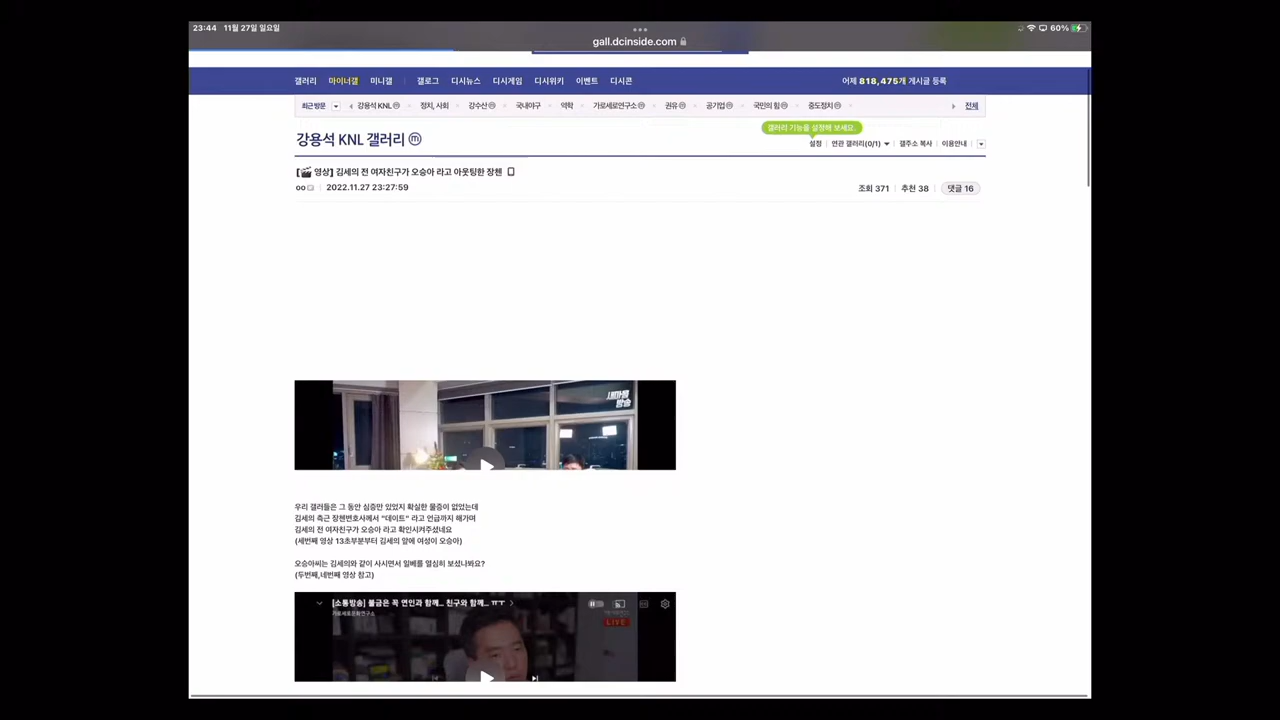 23:44 11월 27일 일요일
60%
gall.dcinside.com
갤러리 마이너갤 미니갤 갤로그 디시뉴스 디시게임 디시위키 이벤트 디시콘
어제 818,475개 게시글 등록
최근 방문 강용석 KNL ⓜ 정치, 사회 강수산 ⓜ 국내야구 역학 가로세로연구소 ⓜ 권유 ⓜ 공기업 ⓜ 국민의 힘 ⓜ 중도정치 ⓜ 전체
갤러리 기능을 설정해 보세요.
강용석 KNL 갤러리 ⓜ
설정 연관 갤러리(0/1) 갤주소 복사 이용안내
[🎬 영상] 김세의 전 여자친구가 오승아 라고 아웃팅한 장첸
oo 2022.11.27 23:27:59
조회 371 추천 38 댓글 16
세마을
방송
우리 갤러들은 그 동안 심증만 있었지 확실한 물증이 없었는데
김세의 측근 장첸변호사께서 "데이트" 라고 언급까지 해가며
김세의 전 여자친구가 오승아 라고 확인시켜주셨네요
(세번째 영상 13초부분부터 김세의 앞에 여성이 오승아)
오승아씨는 김세의와 같이 사시면서 일베를 열심히 보셨나봐요?
(두번째,네번째 영상 참고)
[소통방송] 불금은 꼭 연인과 함께... 친구와 함께... ㅠㅠ
가로세로문화연구소
LIVE